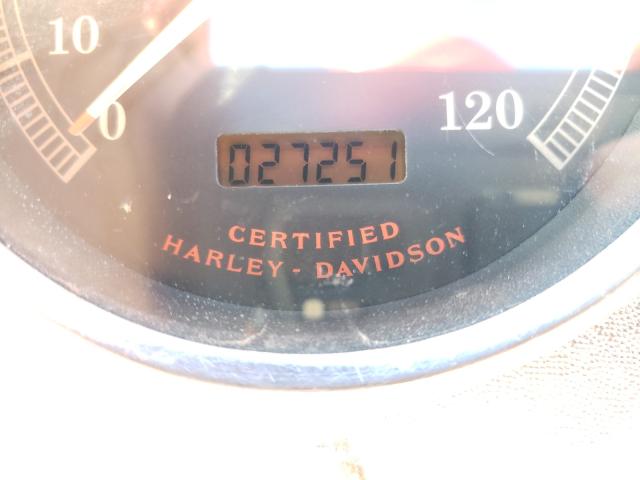 10
0
120
027251
CERTIFIED
HARLEY - DAVIDSON